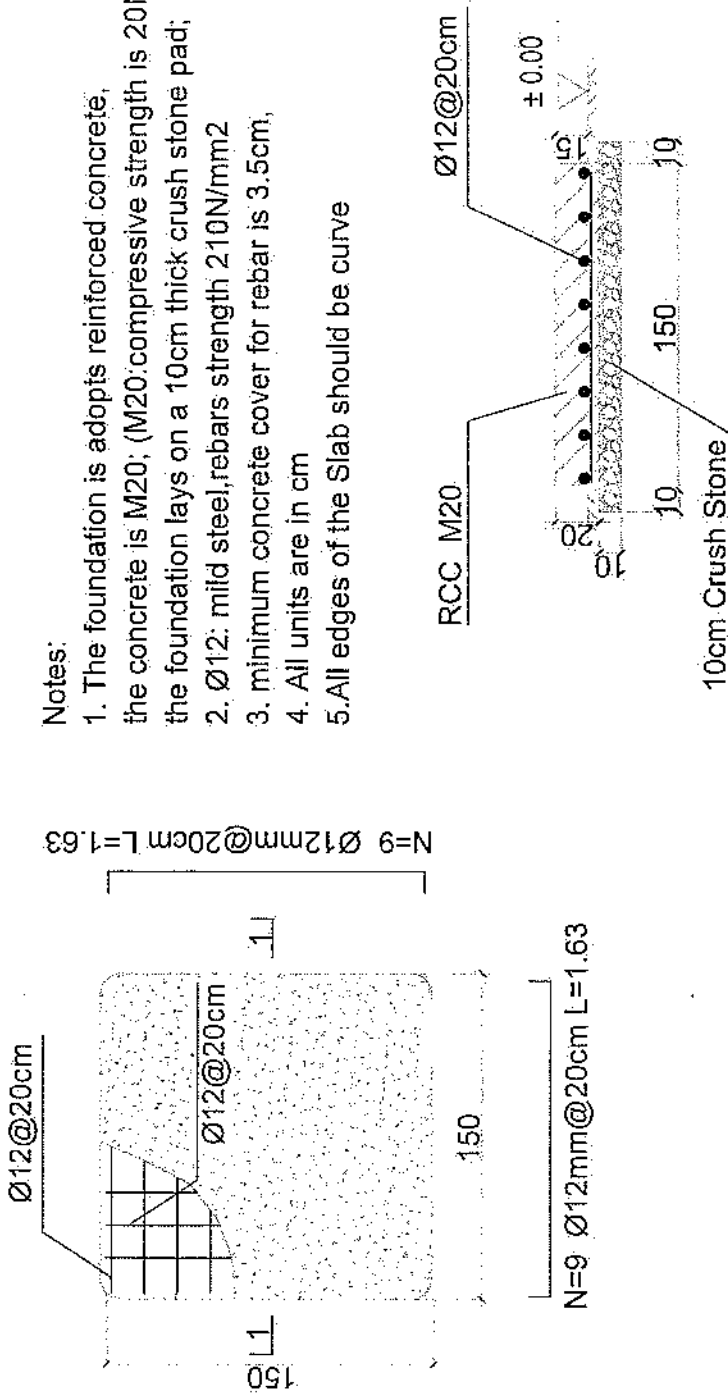 Notes:
1. The foundation is adopts reinforced concrete,
the concrete is M20; (M20:compressive strength is 20
the foundation lays on a 10cm thick crush stone pad;
2. Ø12: mild steel,rebars strength 210N/mm2
3. minimum concrete cover for rebar is 3.5cm,
4. All units are in cm
5.All edges of the Slab should be curve
Ø12@20cm
Ø12@20cm
1
1
150
150
N=9 Ø12mm@20cm L=1.63
N=9 Ø12mm@20cm L=1.63
RCC M20
Ø12@20cm
± 0.00
15
20
10
10
150
10
10cm Crush Stone